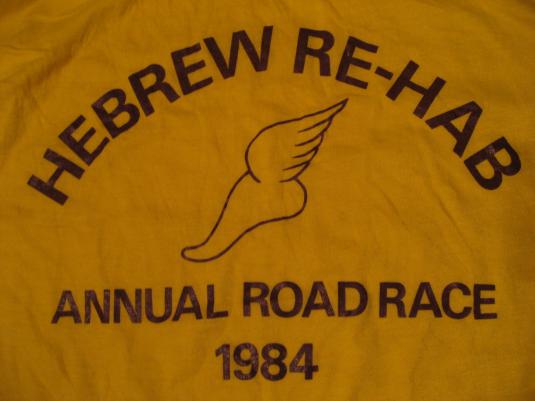 HEBREW RE-HAB
ANNUAL ROAD RACE
1984